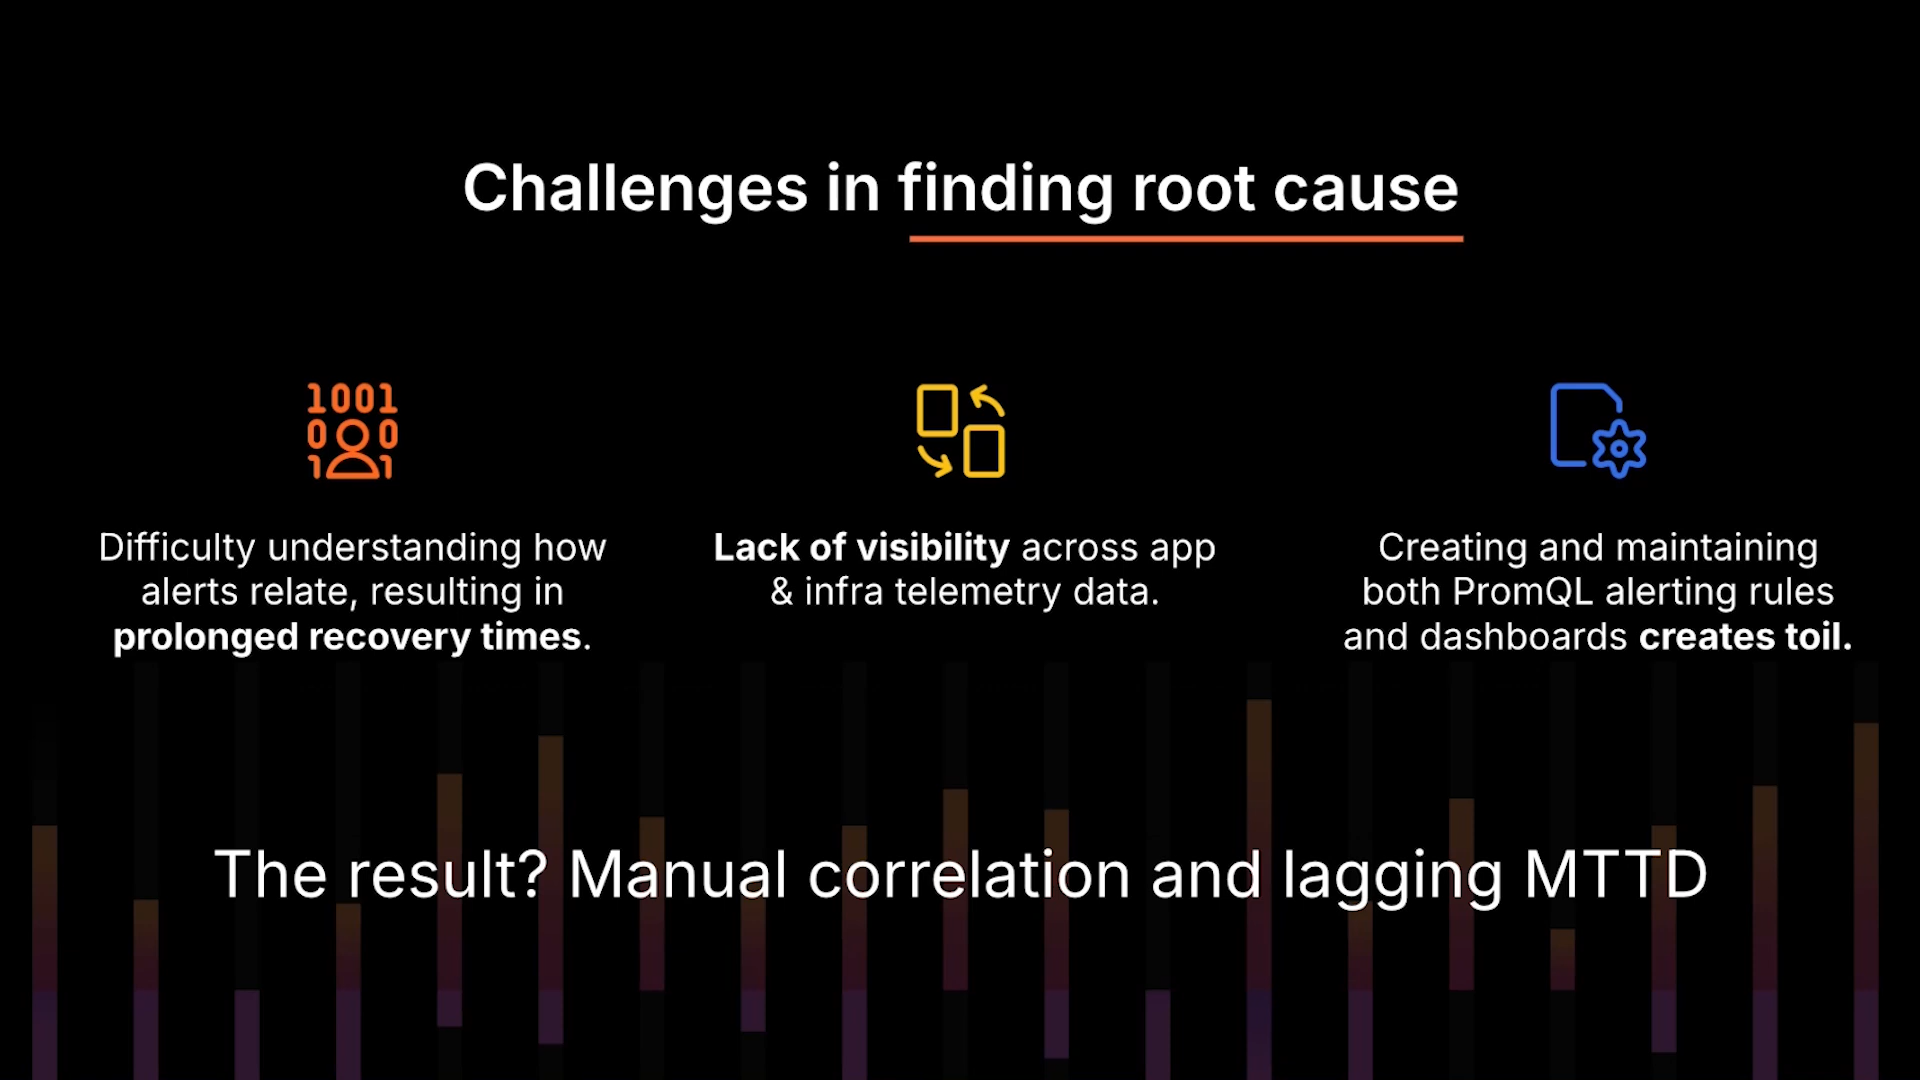 Challenges in finding root cause
1001
0 0
1 1
Difficulty understanding how
alerts relate, resulting in
prolonged recovery times.
Lack of visibility across app
& infra telemetry data.
Creating and maintaining
both PromQL alerting rules
and dashboards creates toil.
The result? Manual correlation and lagging MTTD